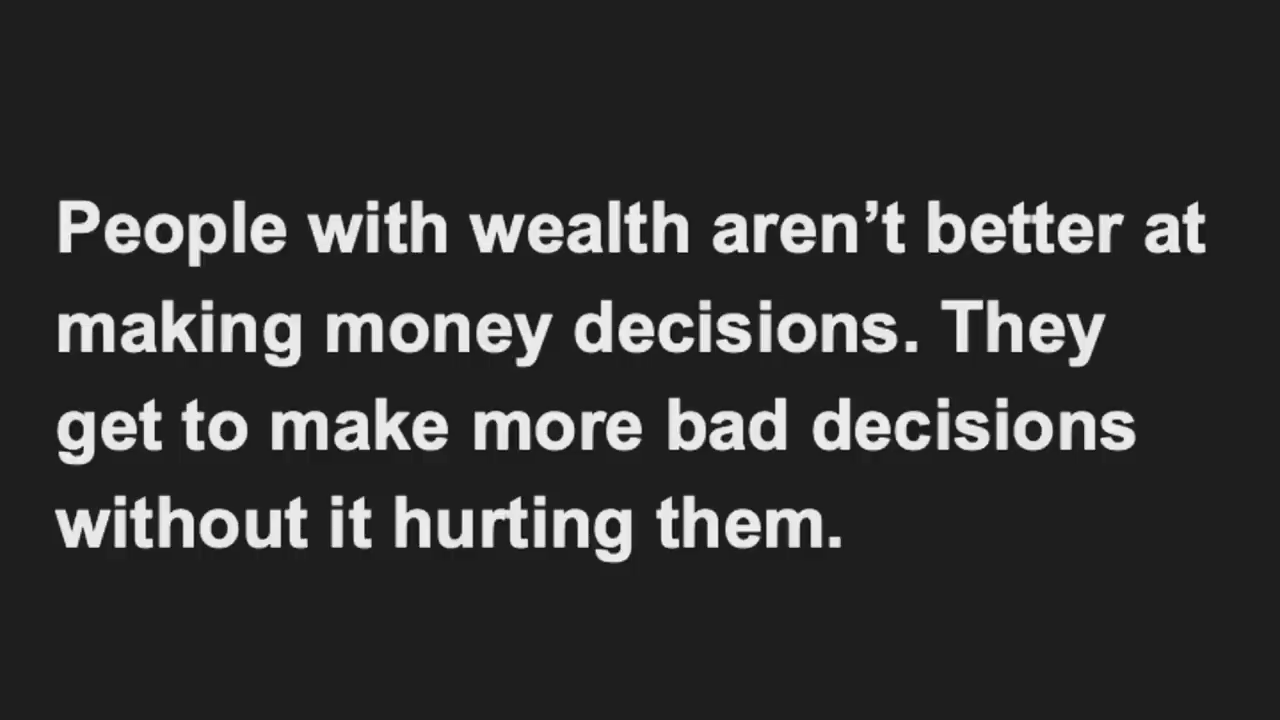 People with wealth aren’t better at
making money decisions. They
get to make more bad decisions
without it hurting them.